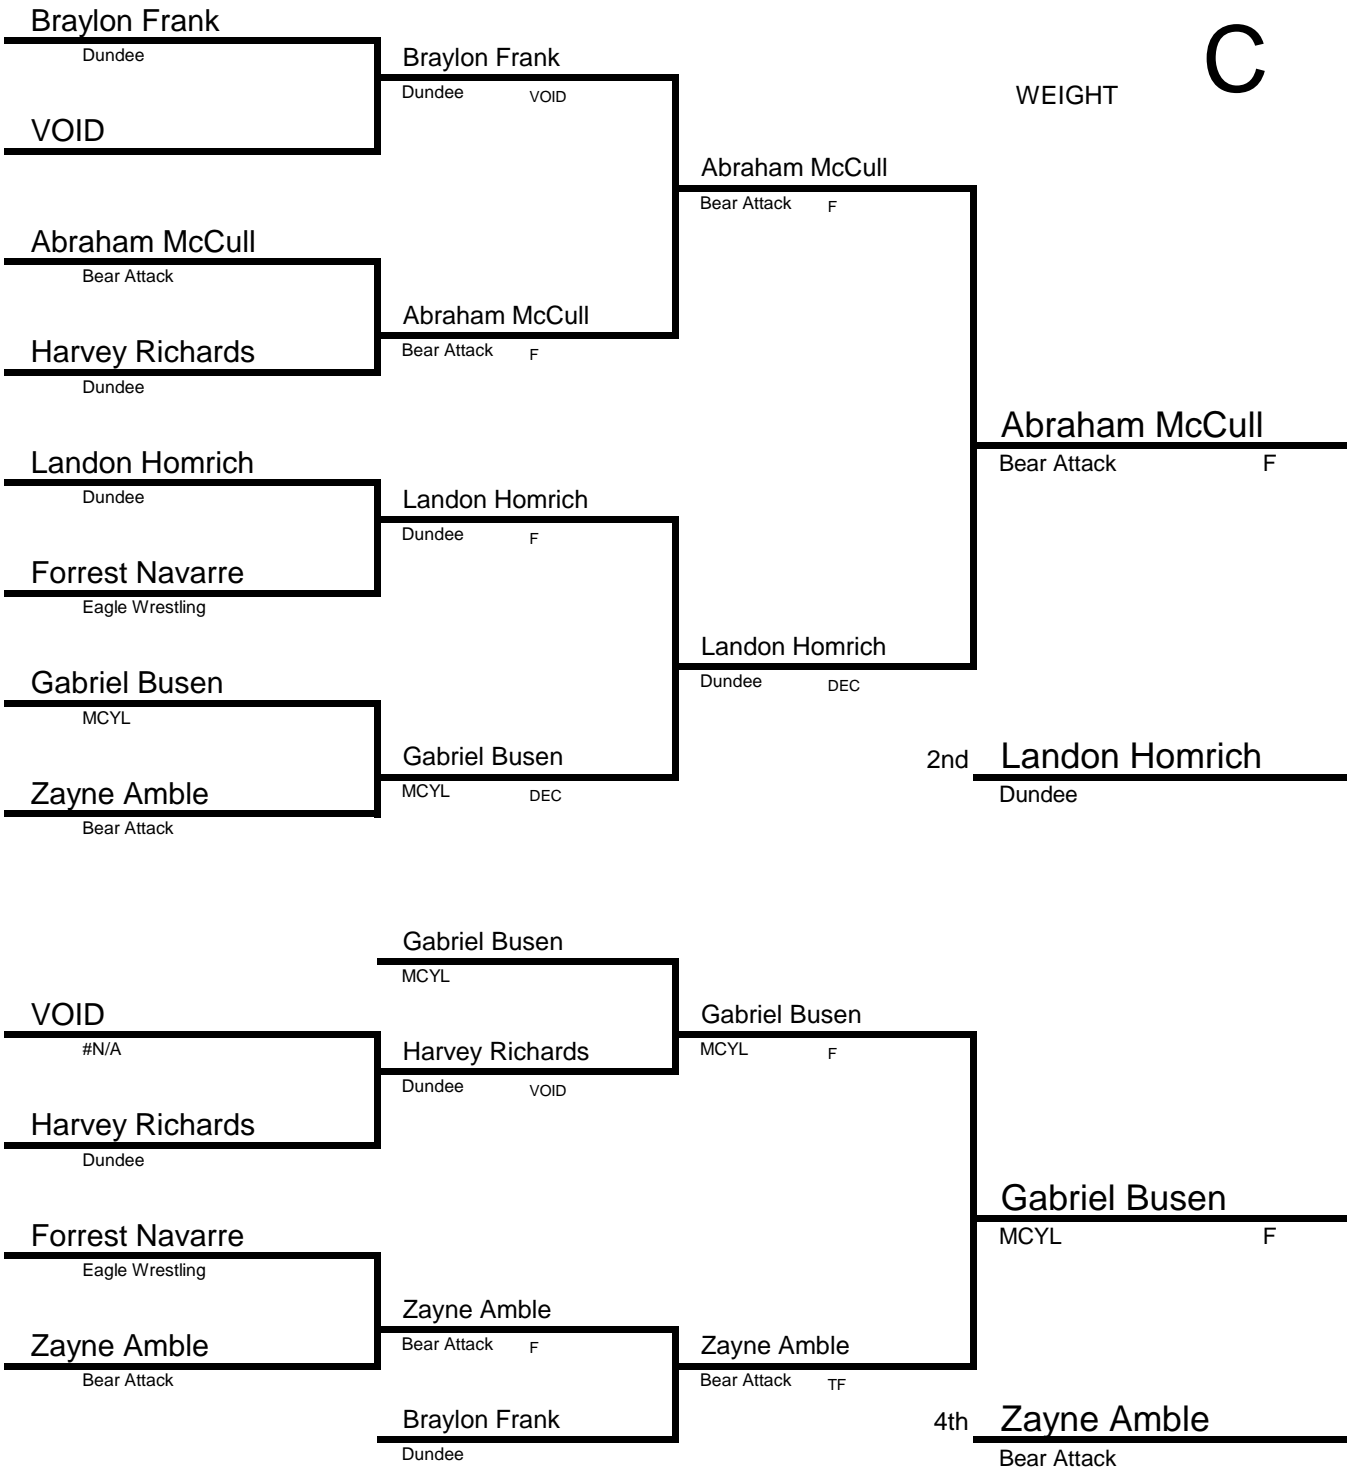 Braylon Frank
Dundee
Braylon Frank
Dundee VOID
C
WEIGHT
VOID
Abraham McCull
Bear Attack F
Abraham McCull
Bear Attack
Abraham McCull
Bear Attack F
Harvey Richards
Dundee
Abraham McCull
Bear Attack F
Landon Homrich
Dundee
Landon Homrich
Dundee F
Forrest Navarre
Eagle Wrestling
Landon Homrich
Dundee DEC
Gabriel Busen
MCYL
Gabriel Busen
MCYL DEC
2nd Landon Homrich
Dundee
Zayne Amble
Bear Attack
Gabriel Busen
MCYL
VOID
#N/A
Gabriel Busen
MCYL F
Harvey Richards
Dundee VOID
Harvey Richards
Dundee
Gabriel Busen
MCYL F
Forrest Navarre
Eagle Wrestling
Zayne Amble
Bear Attack F
Zayne Amble
Bear Attack
Zayne Amble
Bear Attack TF
Braylon Frank
Dundee
4th Zayne Amble
Bear Attack